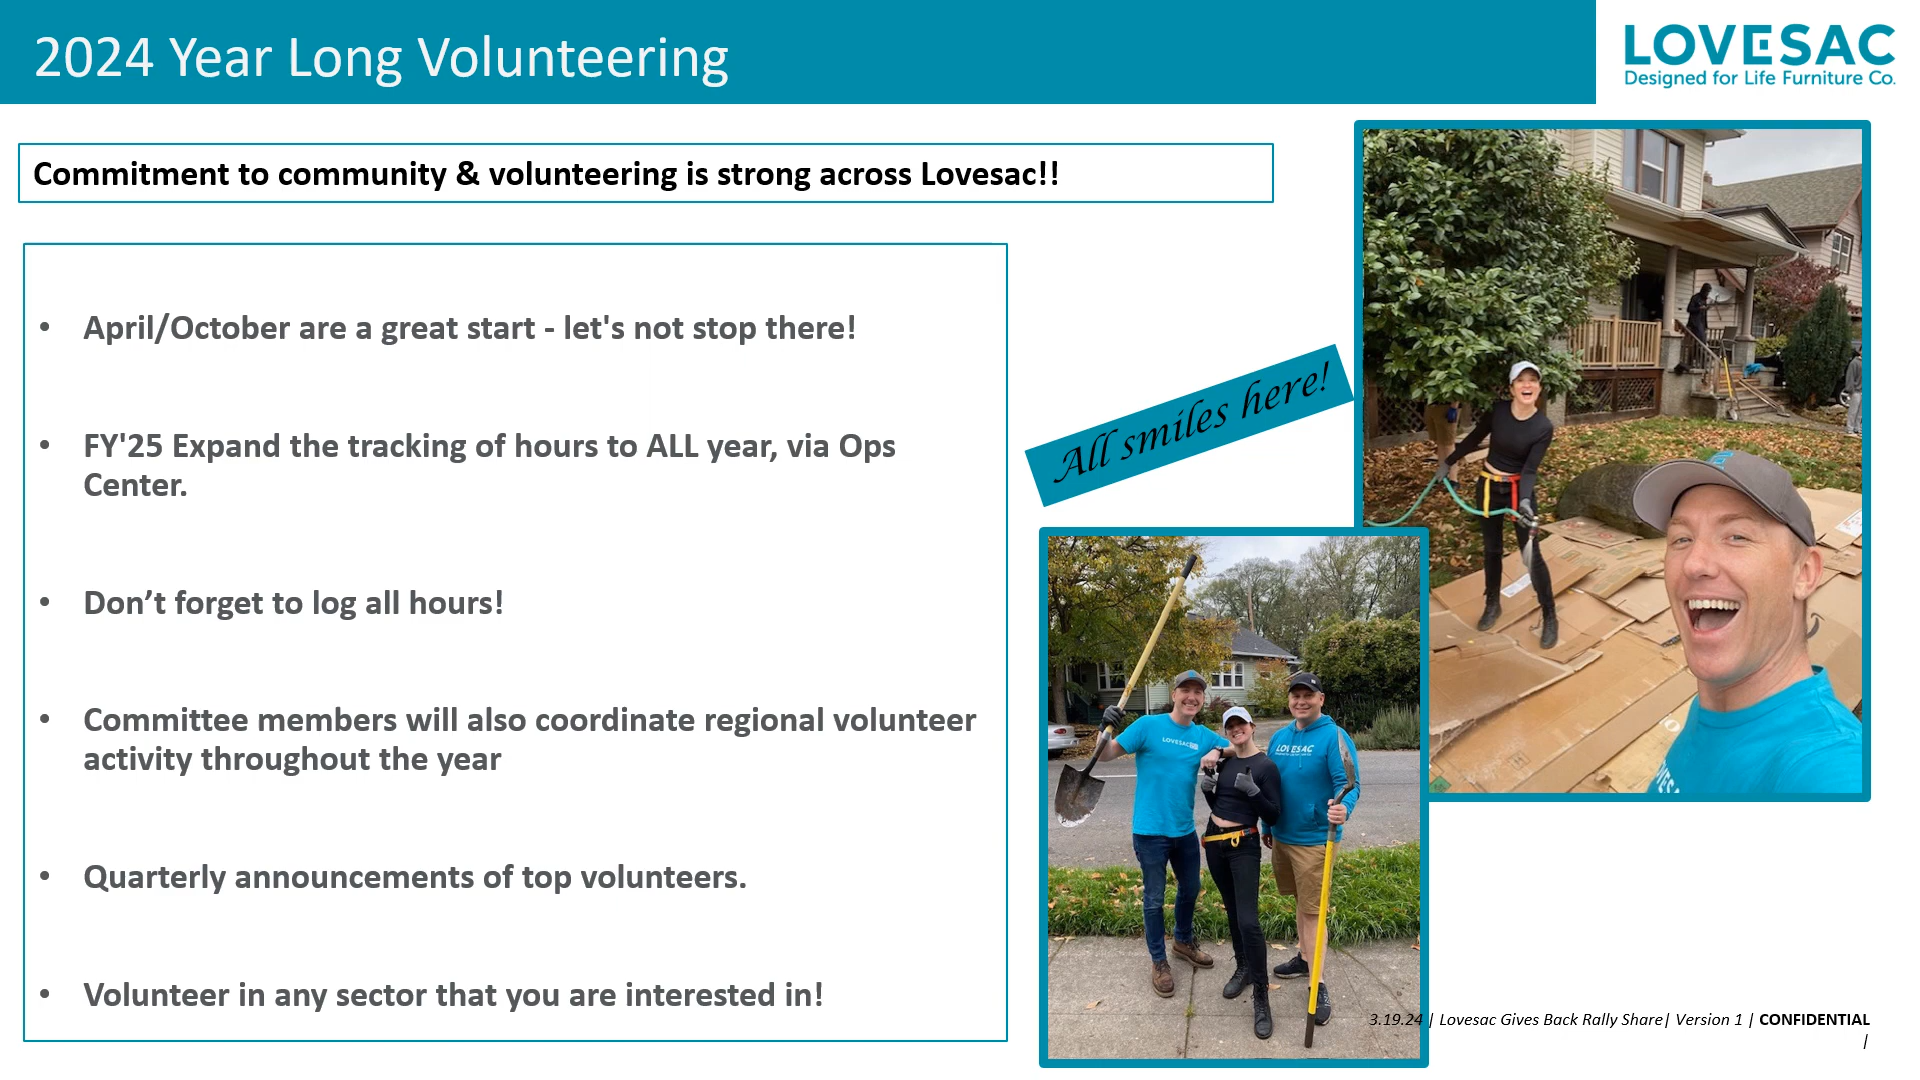 2024 Year Long Volunteering
LOVESAC
Designed for Life Furniture Co.
Commitment to community & volunteering is strong across Lovesac!!
• April/October are a great start - let's not stop there!
• FY'25 Expand the tracking of hours to ALL year, via Ops
Center.
• Don’t forget to log all hours!
• Committee members will also coordinate regional volunteer
activity throughout the year
• Quarterly announcements of top volunteers.
• Volunteer in any sector that you are interested in!
All smiles here!
LOVESAC
LOVESAC
3.19.24 | Lovesac Gives Back Rally Share| Version 1 | CONFIDENTIAL
|